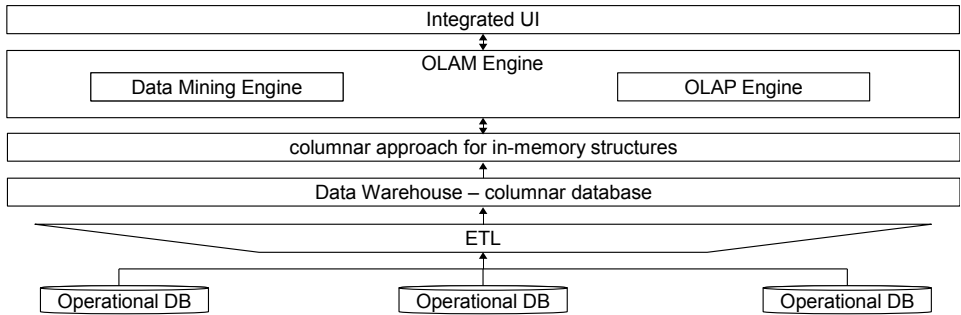 Integrated UI
OLAM Engine
Data Mining Engine
OLAP Engine
columnar approach for in-memory structures
Data Warehouse – columnar database
ETL
Operational DB
Operational DB
Operational DB